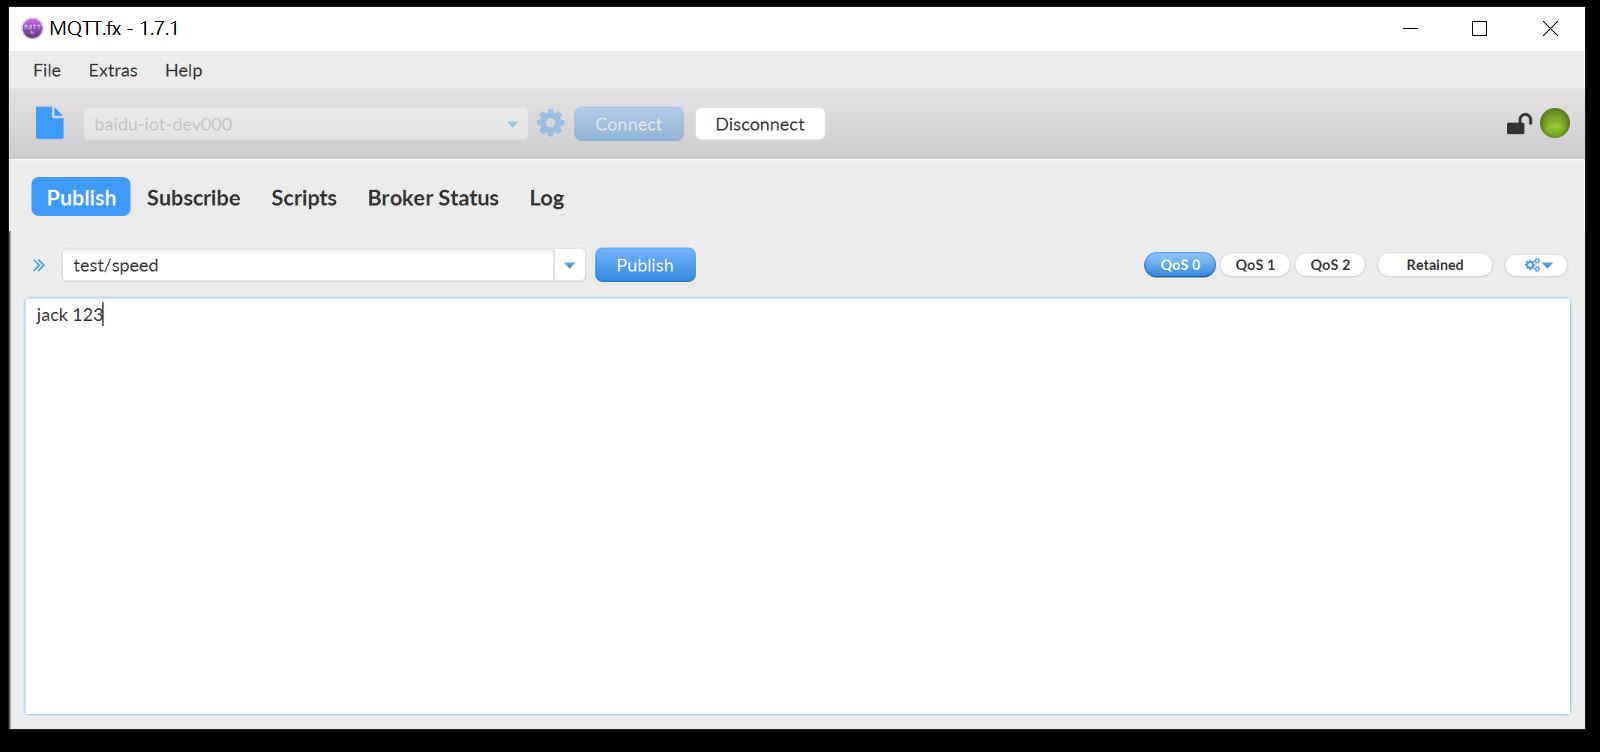 MQTT.fx - 1.7.1
File Extras Help
baidu-iot-dev000 Connect Disconnect
Publish Subscribe Scripts Broker Status Log
test/speed Publish QoS 0 QoS 1 QoS 2 Retained
jack 123